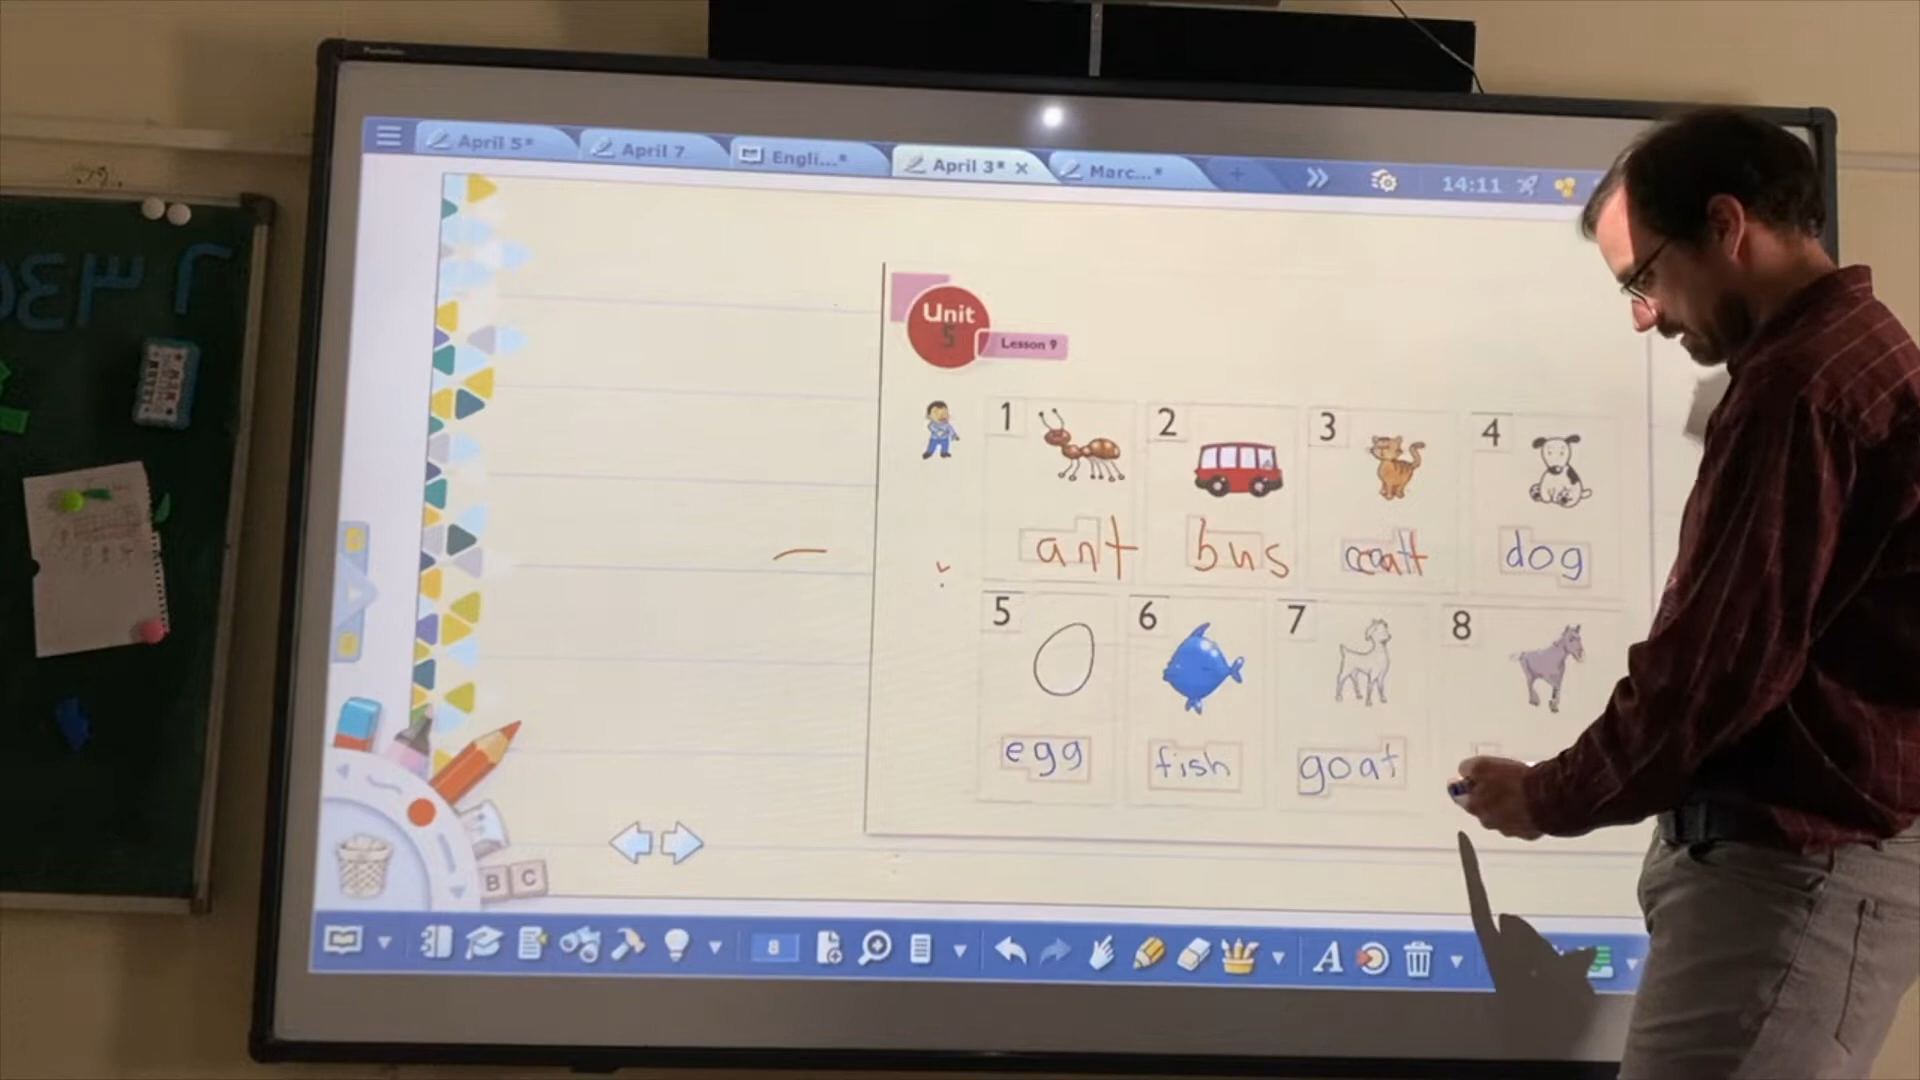 April 5*
April 7
Engli...*
April 3*
Marc...*
14:11
Unit
5
Lesson 9
1 2 3 4
ant bus dog
5 6 7 8
egg fish goat
B C
8
A